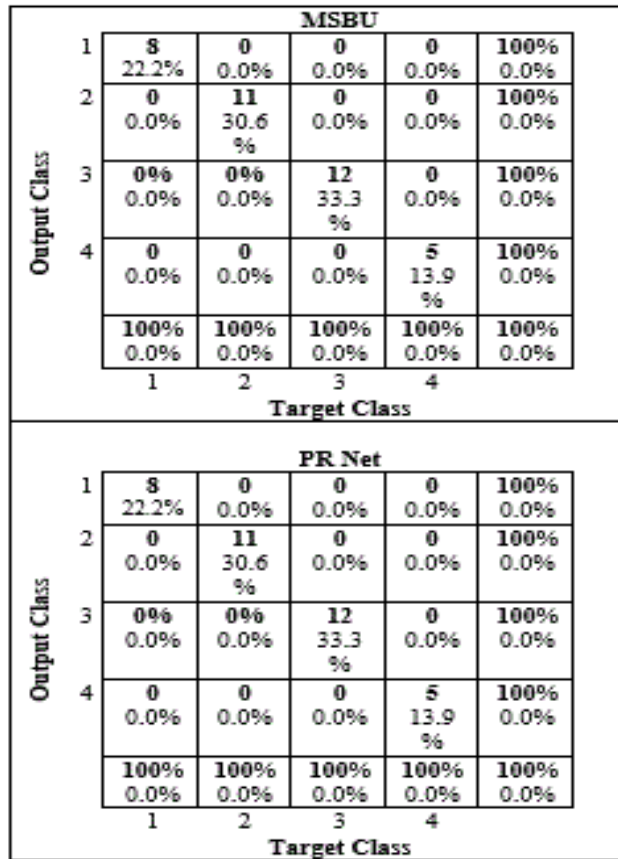 MSBU
1 8 0 0 0 100%
22.2% 0.0% 0.0% 0.0% 0.0%
2 0 11 0 0 100%
0.0% 30.6 0.0% 0.0% 0.0%
%
3 0% 0% 12 0 100%
0.0% 0.0% 33.3 0.0% 0.0%
%
4 0 0 0 5 100%
0.0% 0.0% 0.0% 13.9 0.0%
%
100% 100% 100% 100% 100%
0.0% 0.0% 0.0% 0.0% 0.0%
1 2 3 4
Target Class
Output Class
PR Net
1 8 0 0 0 100%
22.2% 0.0% 0.0% 0.0% 0.0%
2 0 11 0 0 100%
0.0% 30.6 0.0% 0.0% 0.0%
%
3 0% 0% 12 0 100%
0.0% 0.0% 33.3 0.0% 0.0%
%
4 0 0 0 5 100%
0.0% 0.0% 0.0% 13.9 0.0%
%
100% 100% 100% 100% 100%
0.0% 0.0% 0.0% 0.0% 0.0%
1 2 3 4
Target Class
Output Class